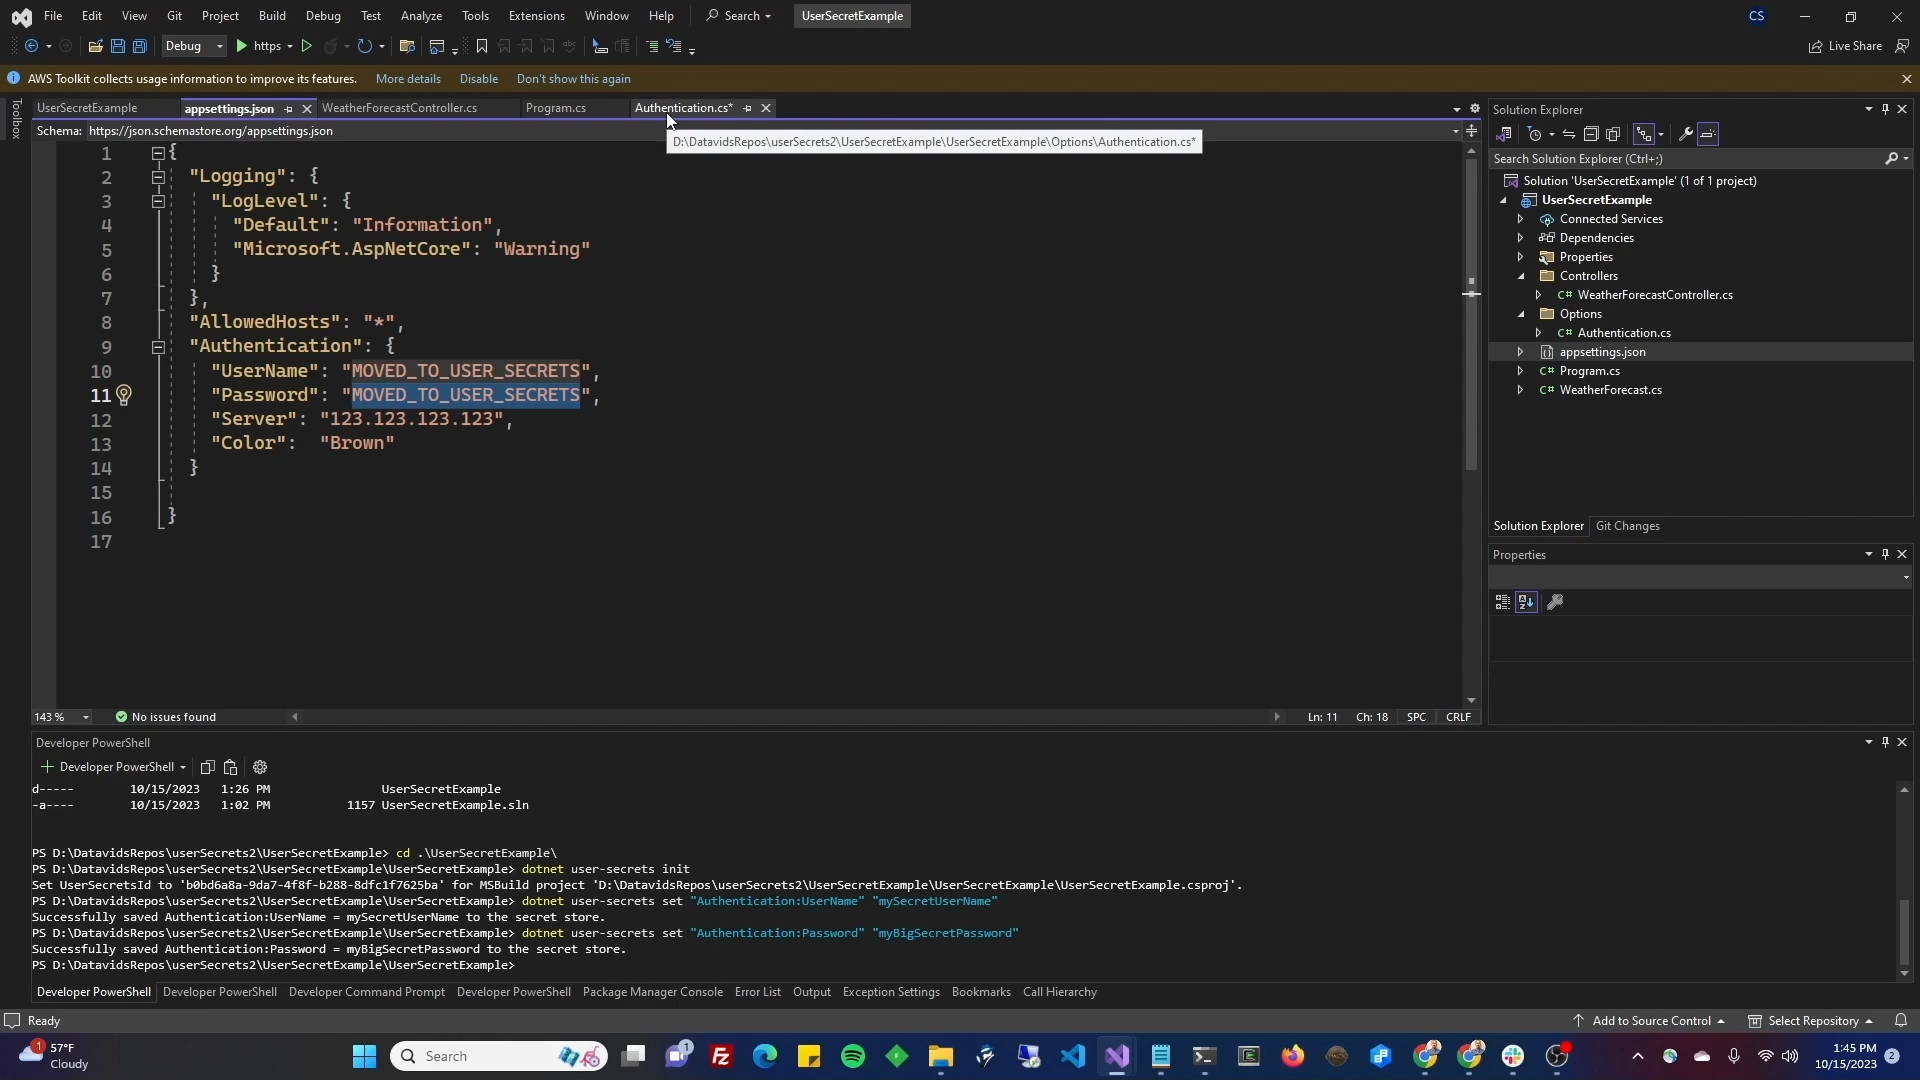 File Edit View Git Project Build Debug Test Analyze Tools Extensions Window Help Search UserSecretExample CS
Debug https Live Share
AWS Toolkit collects usage information to improve its features. More details Disable Don't show this again
Toolbox
UserSecretExample appsettings.json WeatherForecastController.cs Program.cs Authentication.cs*
Schema: https://json.schemastore.org/appsettings.json
D:\DatavidsRepos\userSecrets2\UserSecretExample\UserSecretExample\Options\Authentication.cs*
1 {
2 "Logging": {
3 "LogLevel": {
4 "Default": "Information",
5 "Microsoft.AspNetCore": "Warning"
6 }
7 },
8 "AllowedHosts": "*",
9 "Authentication": {
10 "UserName": "MOVED_TO_USER_SECRETS",
11 "Password": "MOVED_TO_USER_SECRETS",
12 "Server": "123.123.123.123",
13 "Color": "Brown"
14 }
15
16 }
17
143 % No issues found Ln: 11 Ch: 18 SPC CRLF
Solution Explorer
Search Solution Explorer (Ctrl+;)
Solution 'UserSecretExample' (1 of 1 project)
UserSecretExample
Connected Services
Dependencies
Properties
Controllers
C# WeatherForecastController.cs
Options
C# Authentication.cs
appsettings.json
C# Program.cs
C# WeatherForecast.cs
Solution Explorer Git Changes
Properties
Developer PowerShell
Developer PowerShell
d----- 10/15/2023 1:26 PM UserSecretExample
-a---- 10/15/2023 1:02 PM 1157 UserSecretExample.sln
PS D:\DatavidsRepos\userSecrets2\UserSecretExample> cd .\UserSecretExample\
PS D:\DatavidsRepos\userSecrets2\UserSecretExample\UserSecretExample> dotnet user-secrets init
Set UserSecretsId to 'b0bd6a8a-9da7-4f8f-b288-8dfc1f7625ba' for MSBuild project 'D:\DatavidsRepos\userSecrets2\UserSecretExample\UserSecretExample\UserSecretExample.csproj'.
PS D:\DatavidsRepos\userSecrets2\UserSecretExample\UserSecretExample> dotnet user-secrets set "Authentication:UserName" "mySecretUserName"
Successfully saved Authentication:UserName = mySecretUserName to the secret store.
PS D:\DatavidsRepos\userSecrets2\UserSecretExample\UserSecretExample> dotnet user-secrets set "Authentication:Password" "myBigSecretPassword"
Successfully saved Authentication:Password = myBigSecretPassword to the secret store.
PS D:\DatavidsRepos\userSecrets2\UserSecretExample\UserSecretExample>
Developer PowerShell Developer PowerShell Developer Command Prompt Developer PowerShell Package Manager Console Error List Output Exception Settings Bookmarks Call Hierarchy
Ready Add to Source Control Select Repository
1 57°F
Cloudy
Search
1
1:45 PM
10/15/2023
2